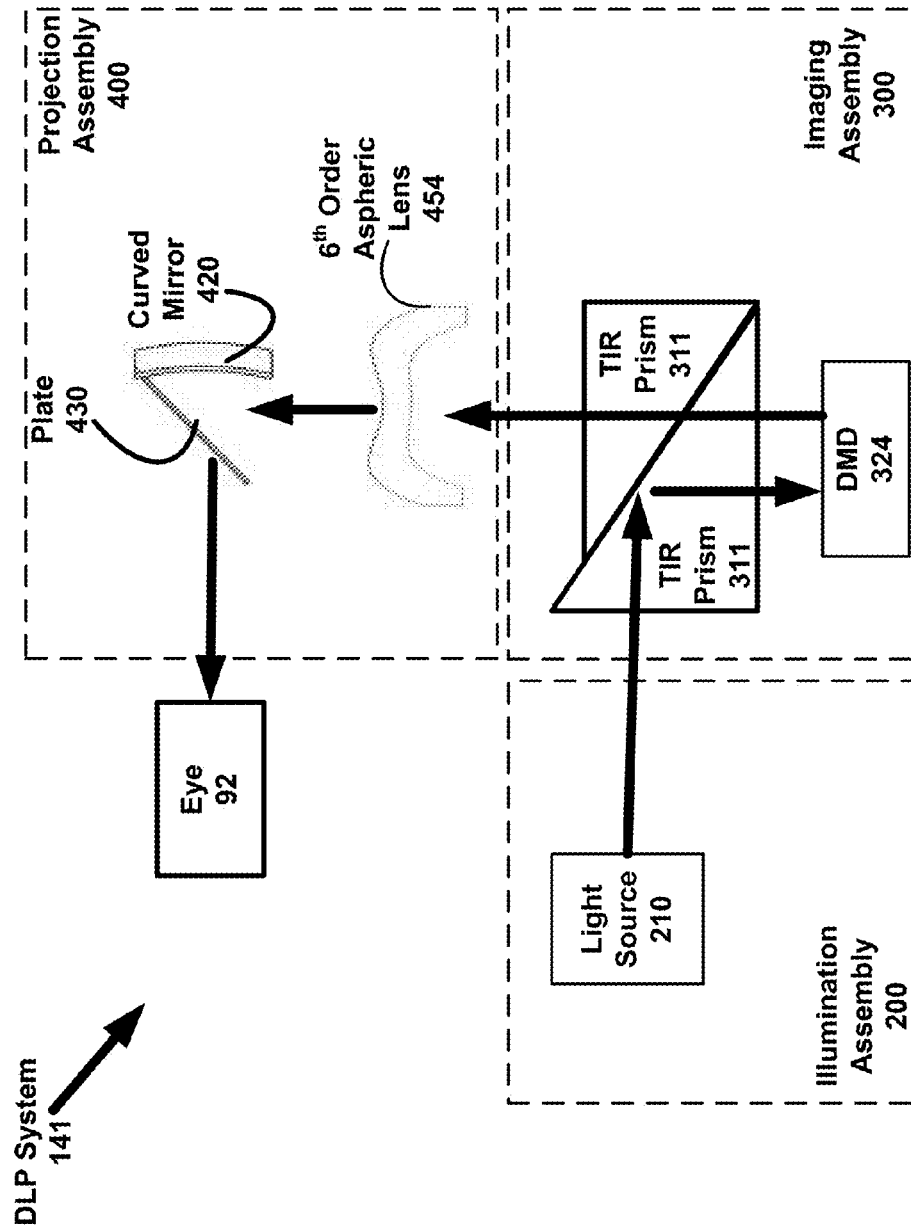 DLP System
141
Projection
Assembly
400
Plate
430
Curved
Mirror
420
6th Order
Aspheric
Lens
454
Eye
92
Light
Source
210
Illumination
Assembly
200
TIR
Prism
311
TIR
Prism
311
DMD
324
Imaging
Assembly
300